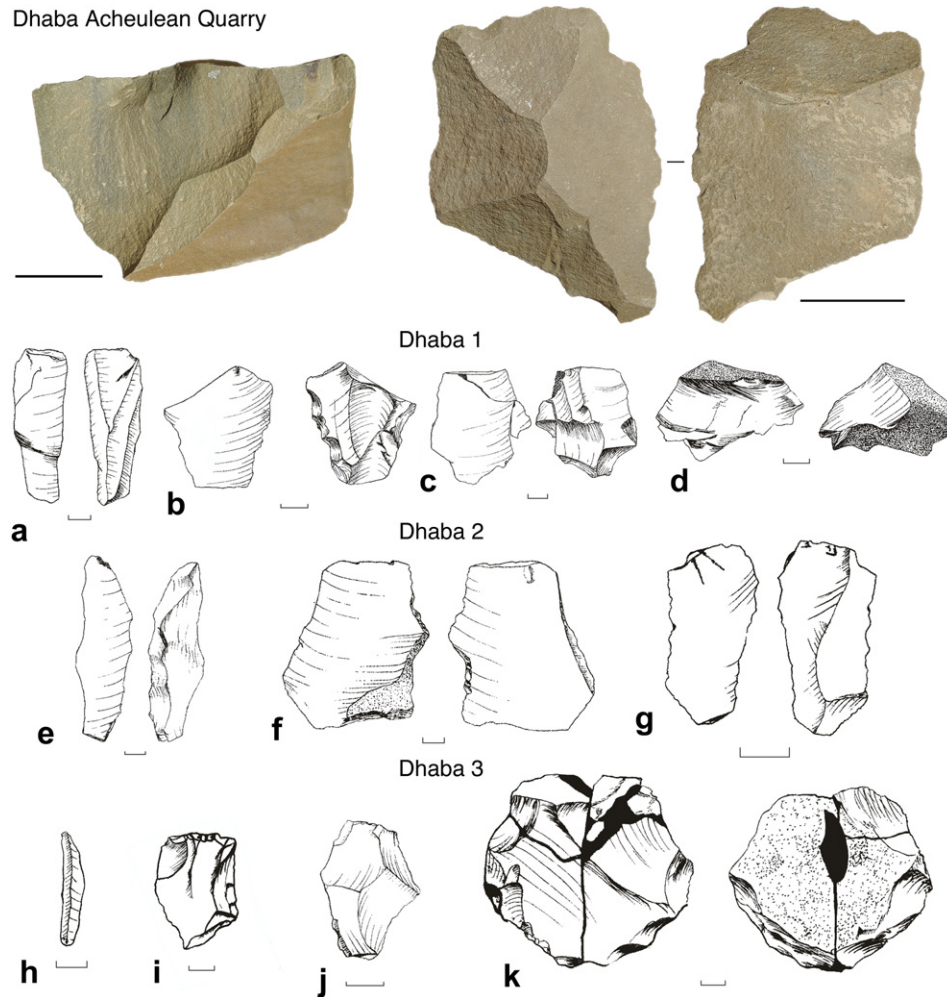 Dhaba Acheulean Quarry
Dhaba 1
a b c d
Dhaba 2
e f g
Dhaba 3
h i j k